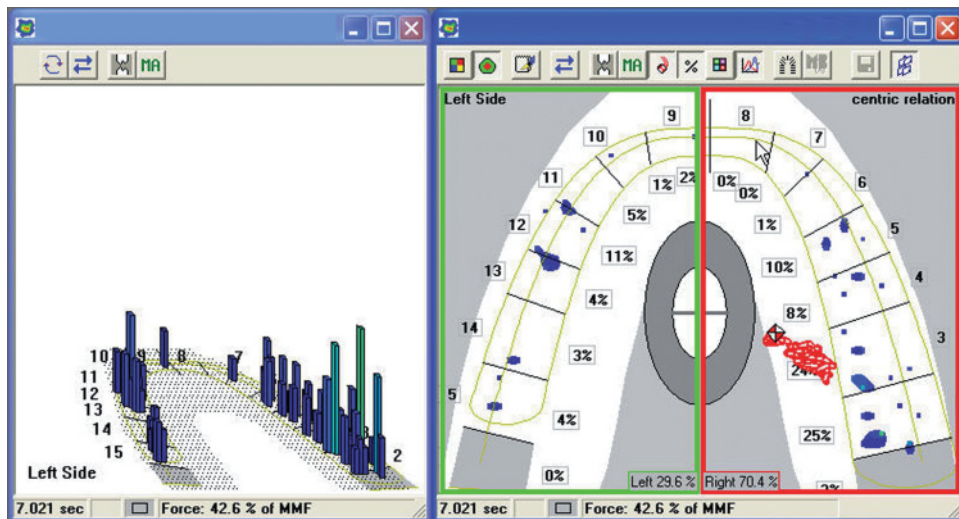 MA
10 9 8 7
11
12
13
14
15
2
Left Side
7.021 sec
Force: 42.6 % of MMF
MA
%
Left Side
centric relation
9 8
10 7
11 6
12 5
13 4
14 3
5
2%
1%
5%
11%
4%
3%
4%
0%
0%
0%
1%
10%
8%
24%
25%
Left 29.6 %
Right 70.4 %
7.021 sec
Force: 42.6 % of MMF